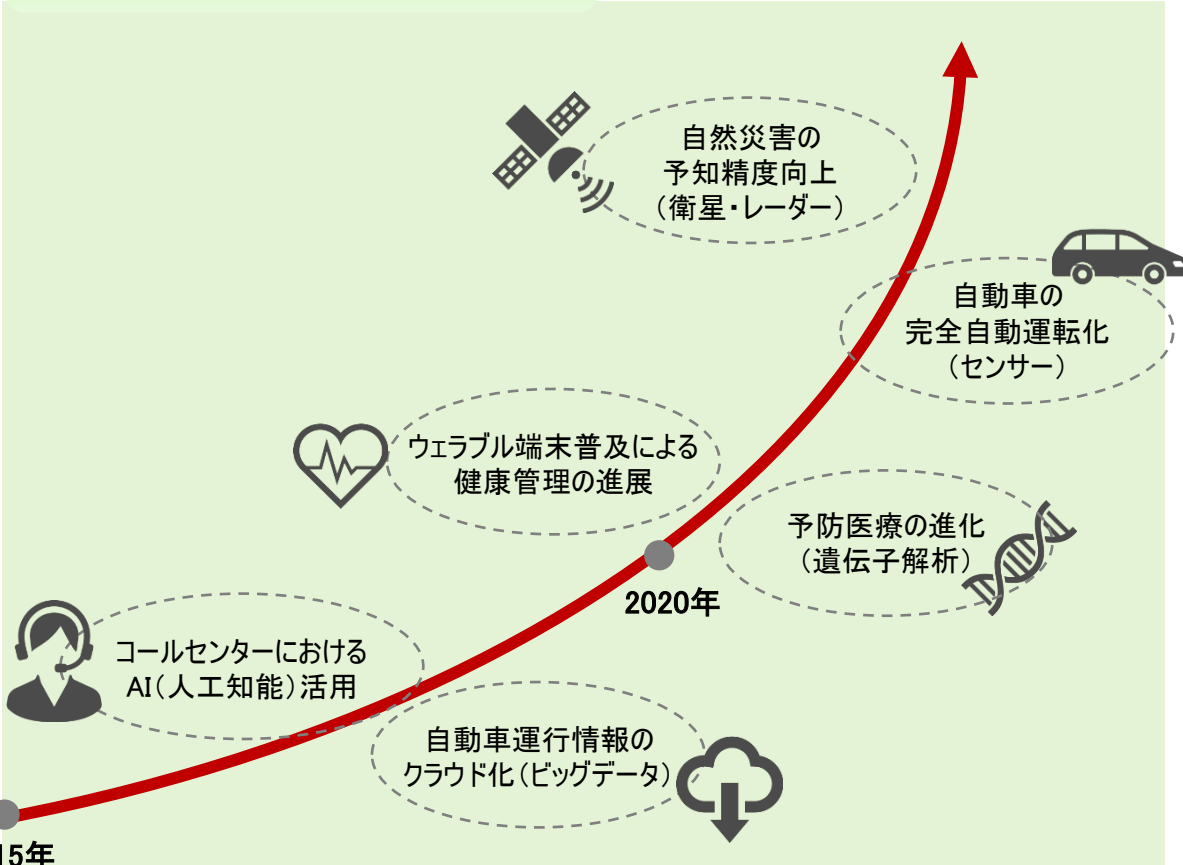 自然災害の
予知精度向上
（衛星・レーダー）
自動車の
完全自動運転化
（センサー）
ウェラブル端末普及による
健康管理の進展
予防医療の進化
（遺伝子解析）
2020年
コールセンターにおける
AI（人工知能）活用
自動車運行情報の
クラウド化（ビッグデータ）
15年